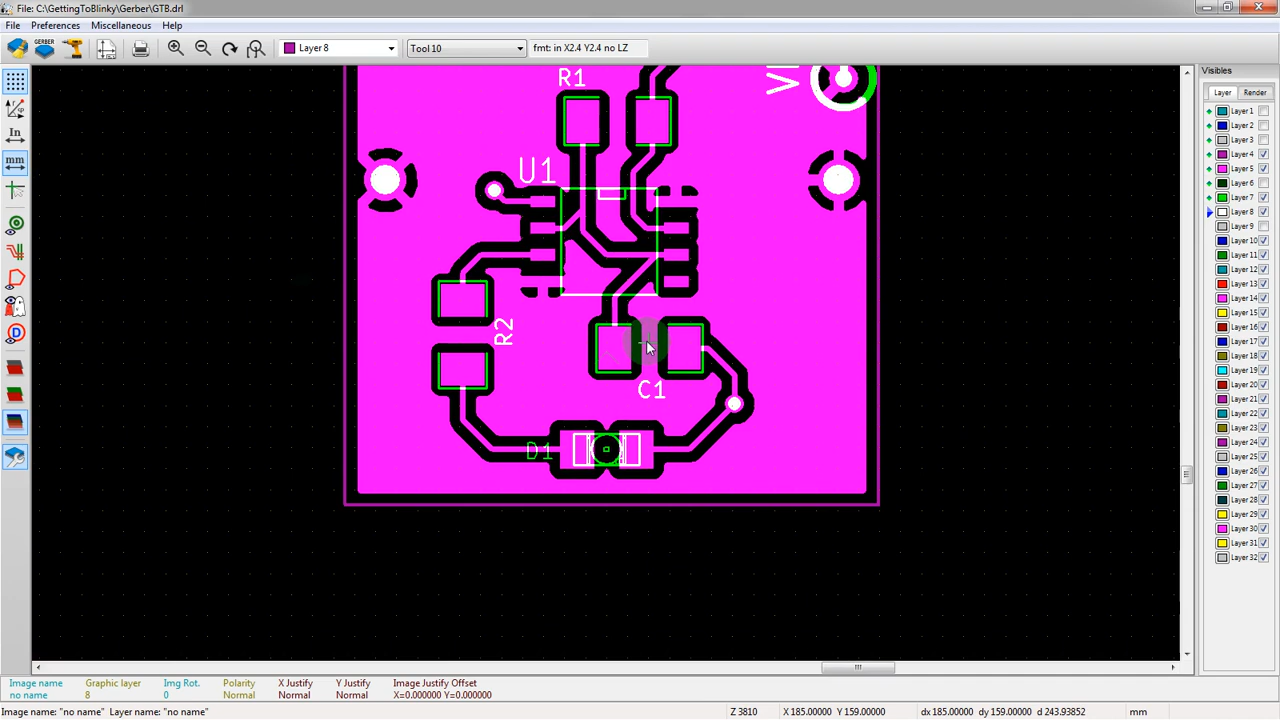 File: C:\GettingToBlinky\Gerber\GTB.drl
File Preferences Miscellaneous Help
GERBER Layer 8 Tool 10 fmt: in X2.4 Y2.4 no LZ
Visibles
Layer Render
Layer 1
Layer 2
Layer 3
Layer 4
Layer 5
Layer 6
Layer 7
Layer 8
Layer 9
Layer 10
Layer 11
Layer 12
Layer 13
Layer 14
Layer 15
Layer 16
Layer 17
Layer 18
Layer 19
Layer 20
Layer 21
Layer 22
Layer 23
Layer 24
Layer 25
Layer 26
Layer 27
Layer 28
Layer 29
Layer 30
Layer 31
Layer 32
In
mm
R1
U1
R2
C1
D1
Image name Graphic layer Img Rot. Polarity X Justify Y Justify Image Justify Offset
no name 8 0 Normal Normal Normal X=0.000000 Y=0.000000
Image name: "no name" Layer name: "no name" Z 3810 X 185.00000 Y 159.00000 dx 185.00000 dy 159.00000 d 243.93852 mm